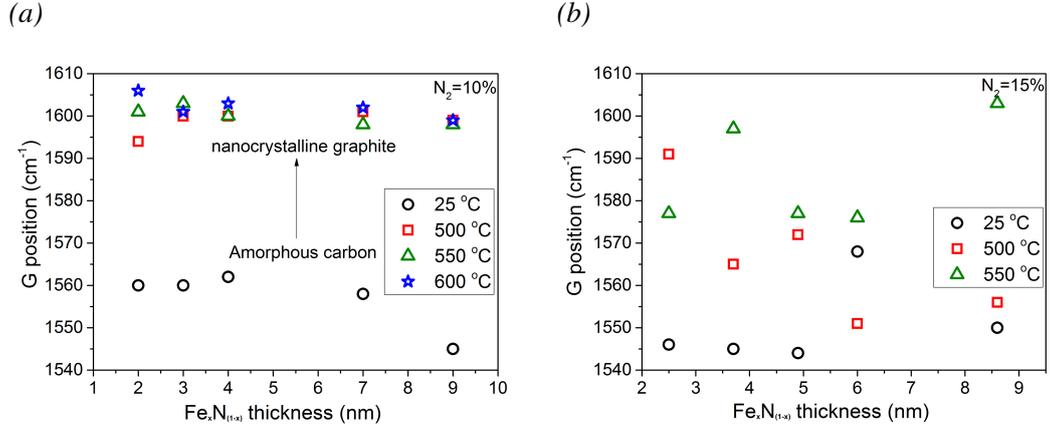 (a)
N₂=10%
G position (cm⁻¹)
1610
1600
1590
1580
1570
1560
1550
1540
nanocrystalline graphite
Amorphous carbon
25 °C
500 °C
550 °C
600 °C
1 2 3 4 5 6 7 8 9 10
FeₓN₍₁₋ₓ₎ thickness (nm)
(b)
N₂=15%
G position (cm⁻¹)
1610
1600
1590
1580
1570
1560
1550
1540
25 °C
500 °C
550 °C
2 3 4 5 6 7 8 9
FeₓN₍₁₋ₓ₎ thickness (nm)